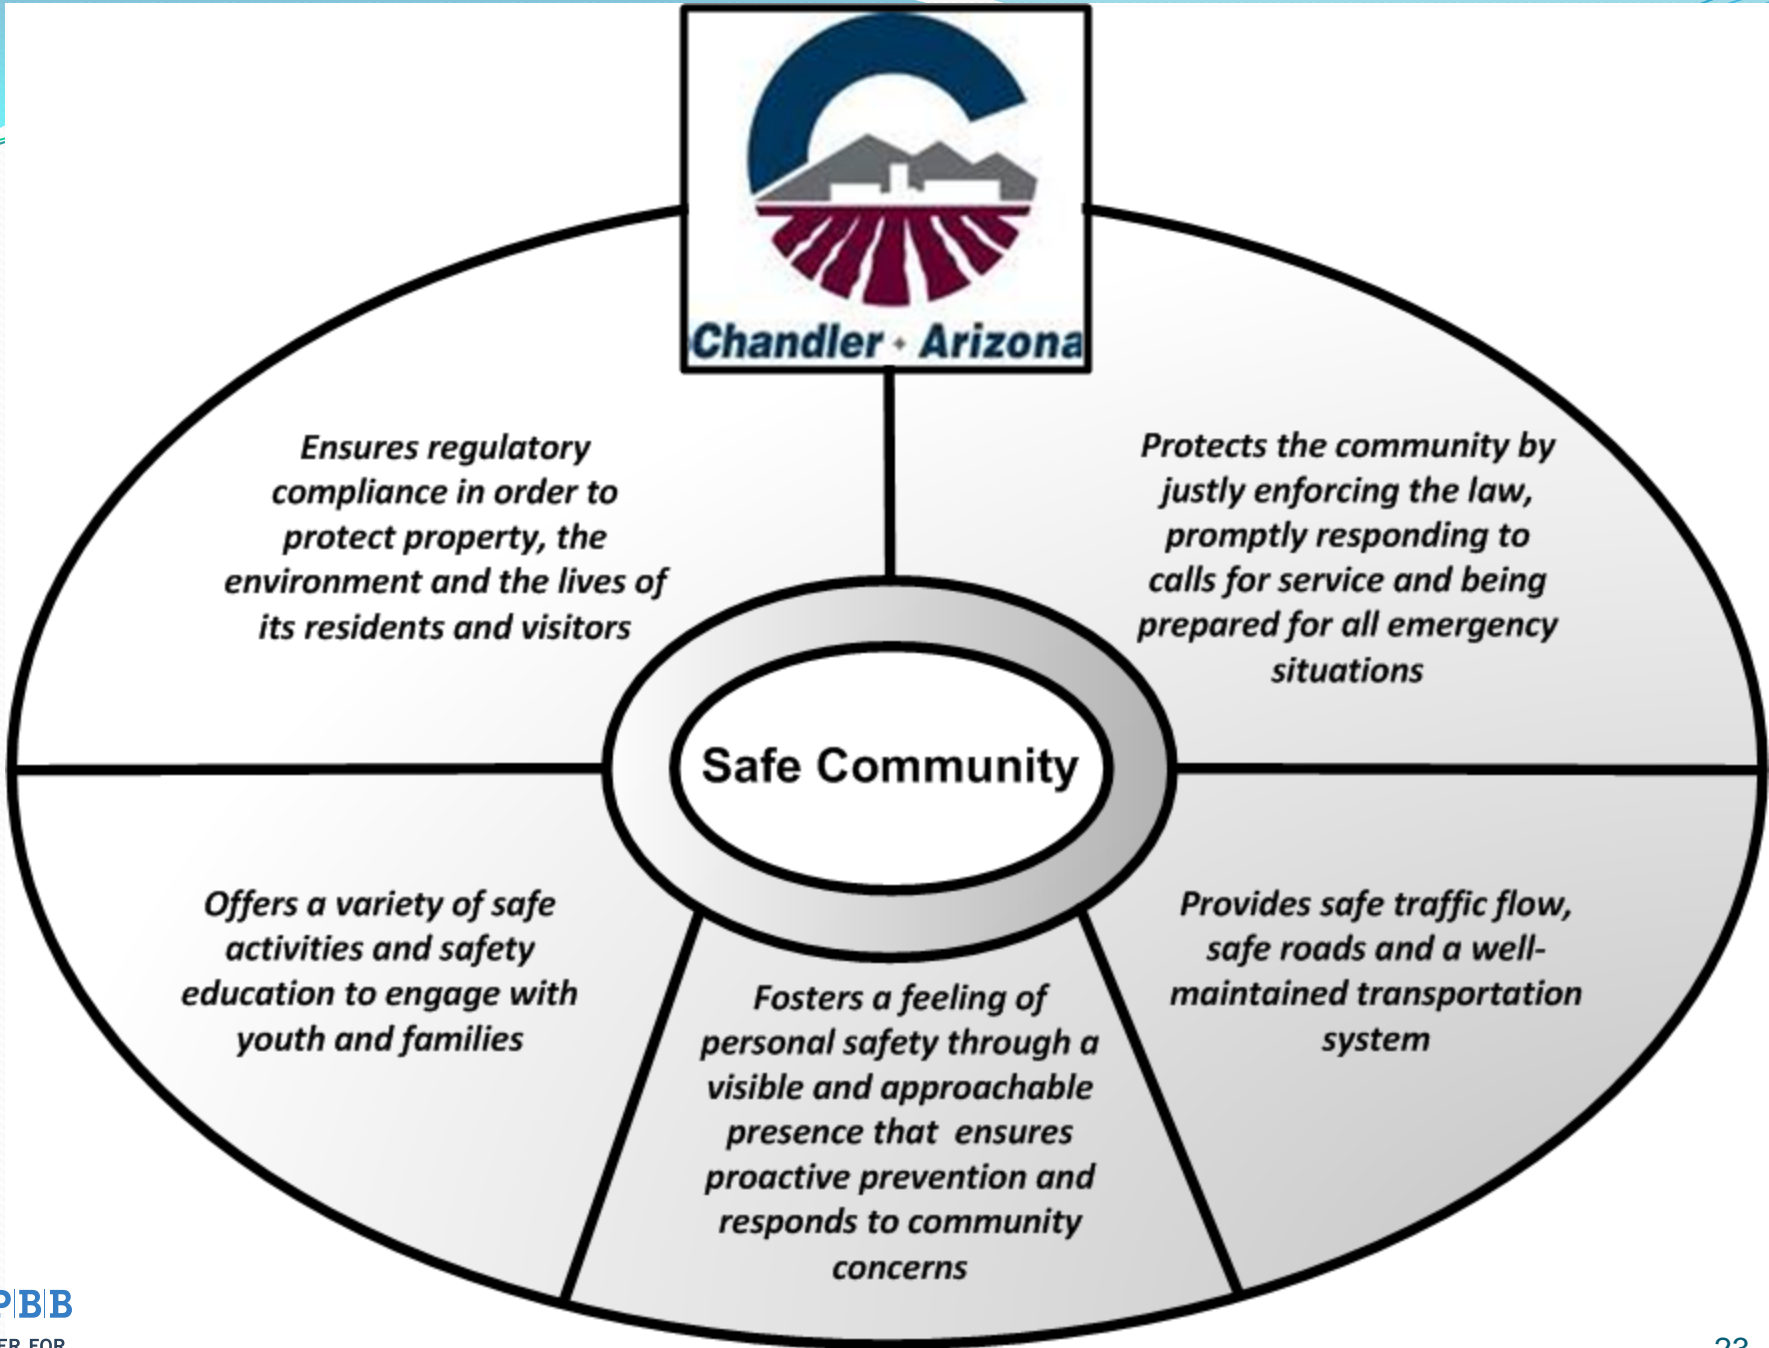 Chandler Arizona
Ensures regulatory
compliance in order to
protect property, the
environment and the lives of
its residents and visitors
Protects the community by
justly enforcing the law,
promptly responding to
calls for service and being
prepared for all emergency
situations
Safe Community
Offers a variety of safe
activities and safety
education to engage with
youth and families
Fosters a feeling of
personal safety through a
visible and approachable
presence that ensures
proactive prevention and
responds to community
concerns
Provides safe traffic flow,
safe roads and a well-
maintained transportation
system
PBB
FOR
23